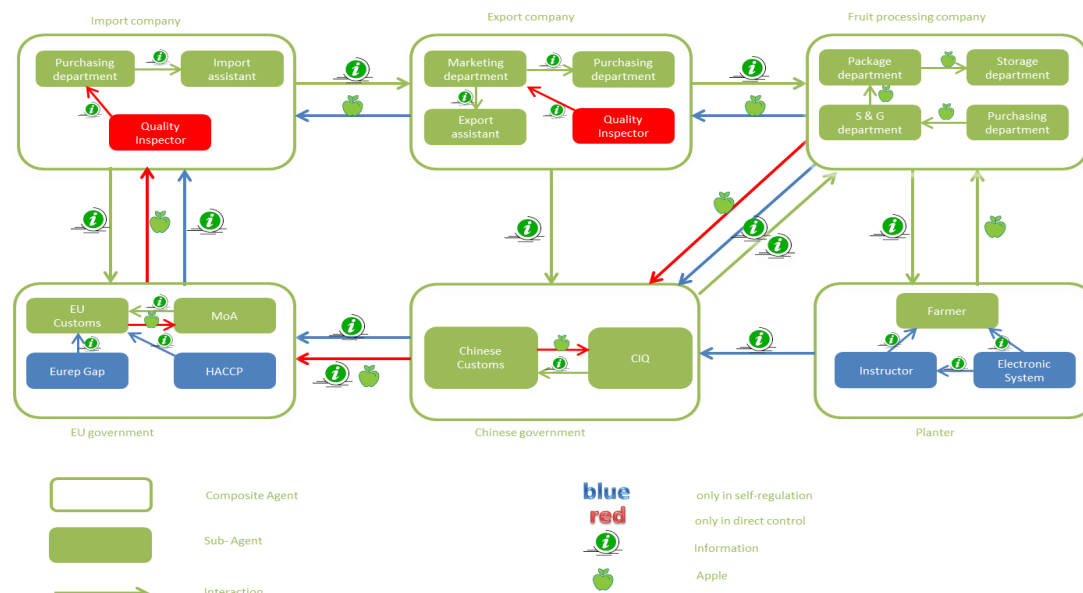 Import company
Export company
Fruit processing company
Purchasing
department
Import
assistant
Quality
Inspector
Marketing
department
Purchasing
department
Export
assistant
Quality
Inspector
Package
department
Storage
department
S & G
department
Purchasing
department
EU
Customs
MoA
Eurep Gap
HACCP
Chinese
Customs
CIQ
Farmer
Instructor
Electronic
System
EU government
Chinese government
Planter
Composite Agent
Sub- Agent
Interaction
blue
only in self-regulation
red
only in direct control
Information
Apple